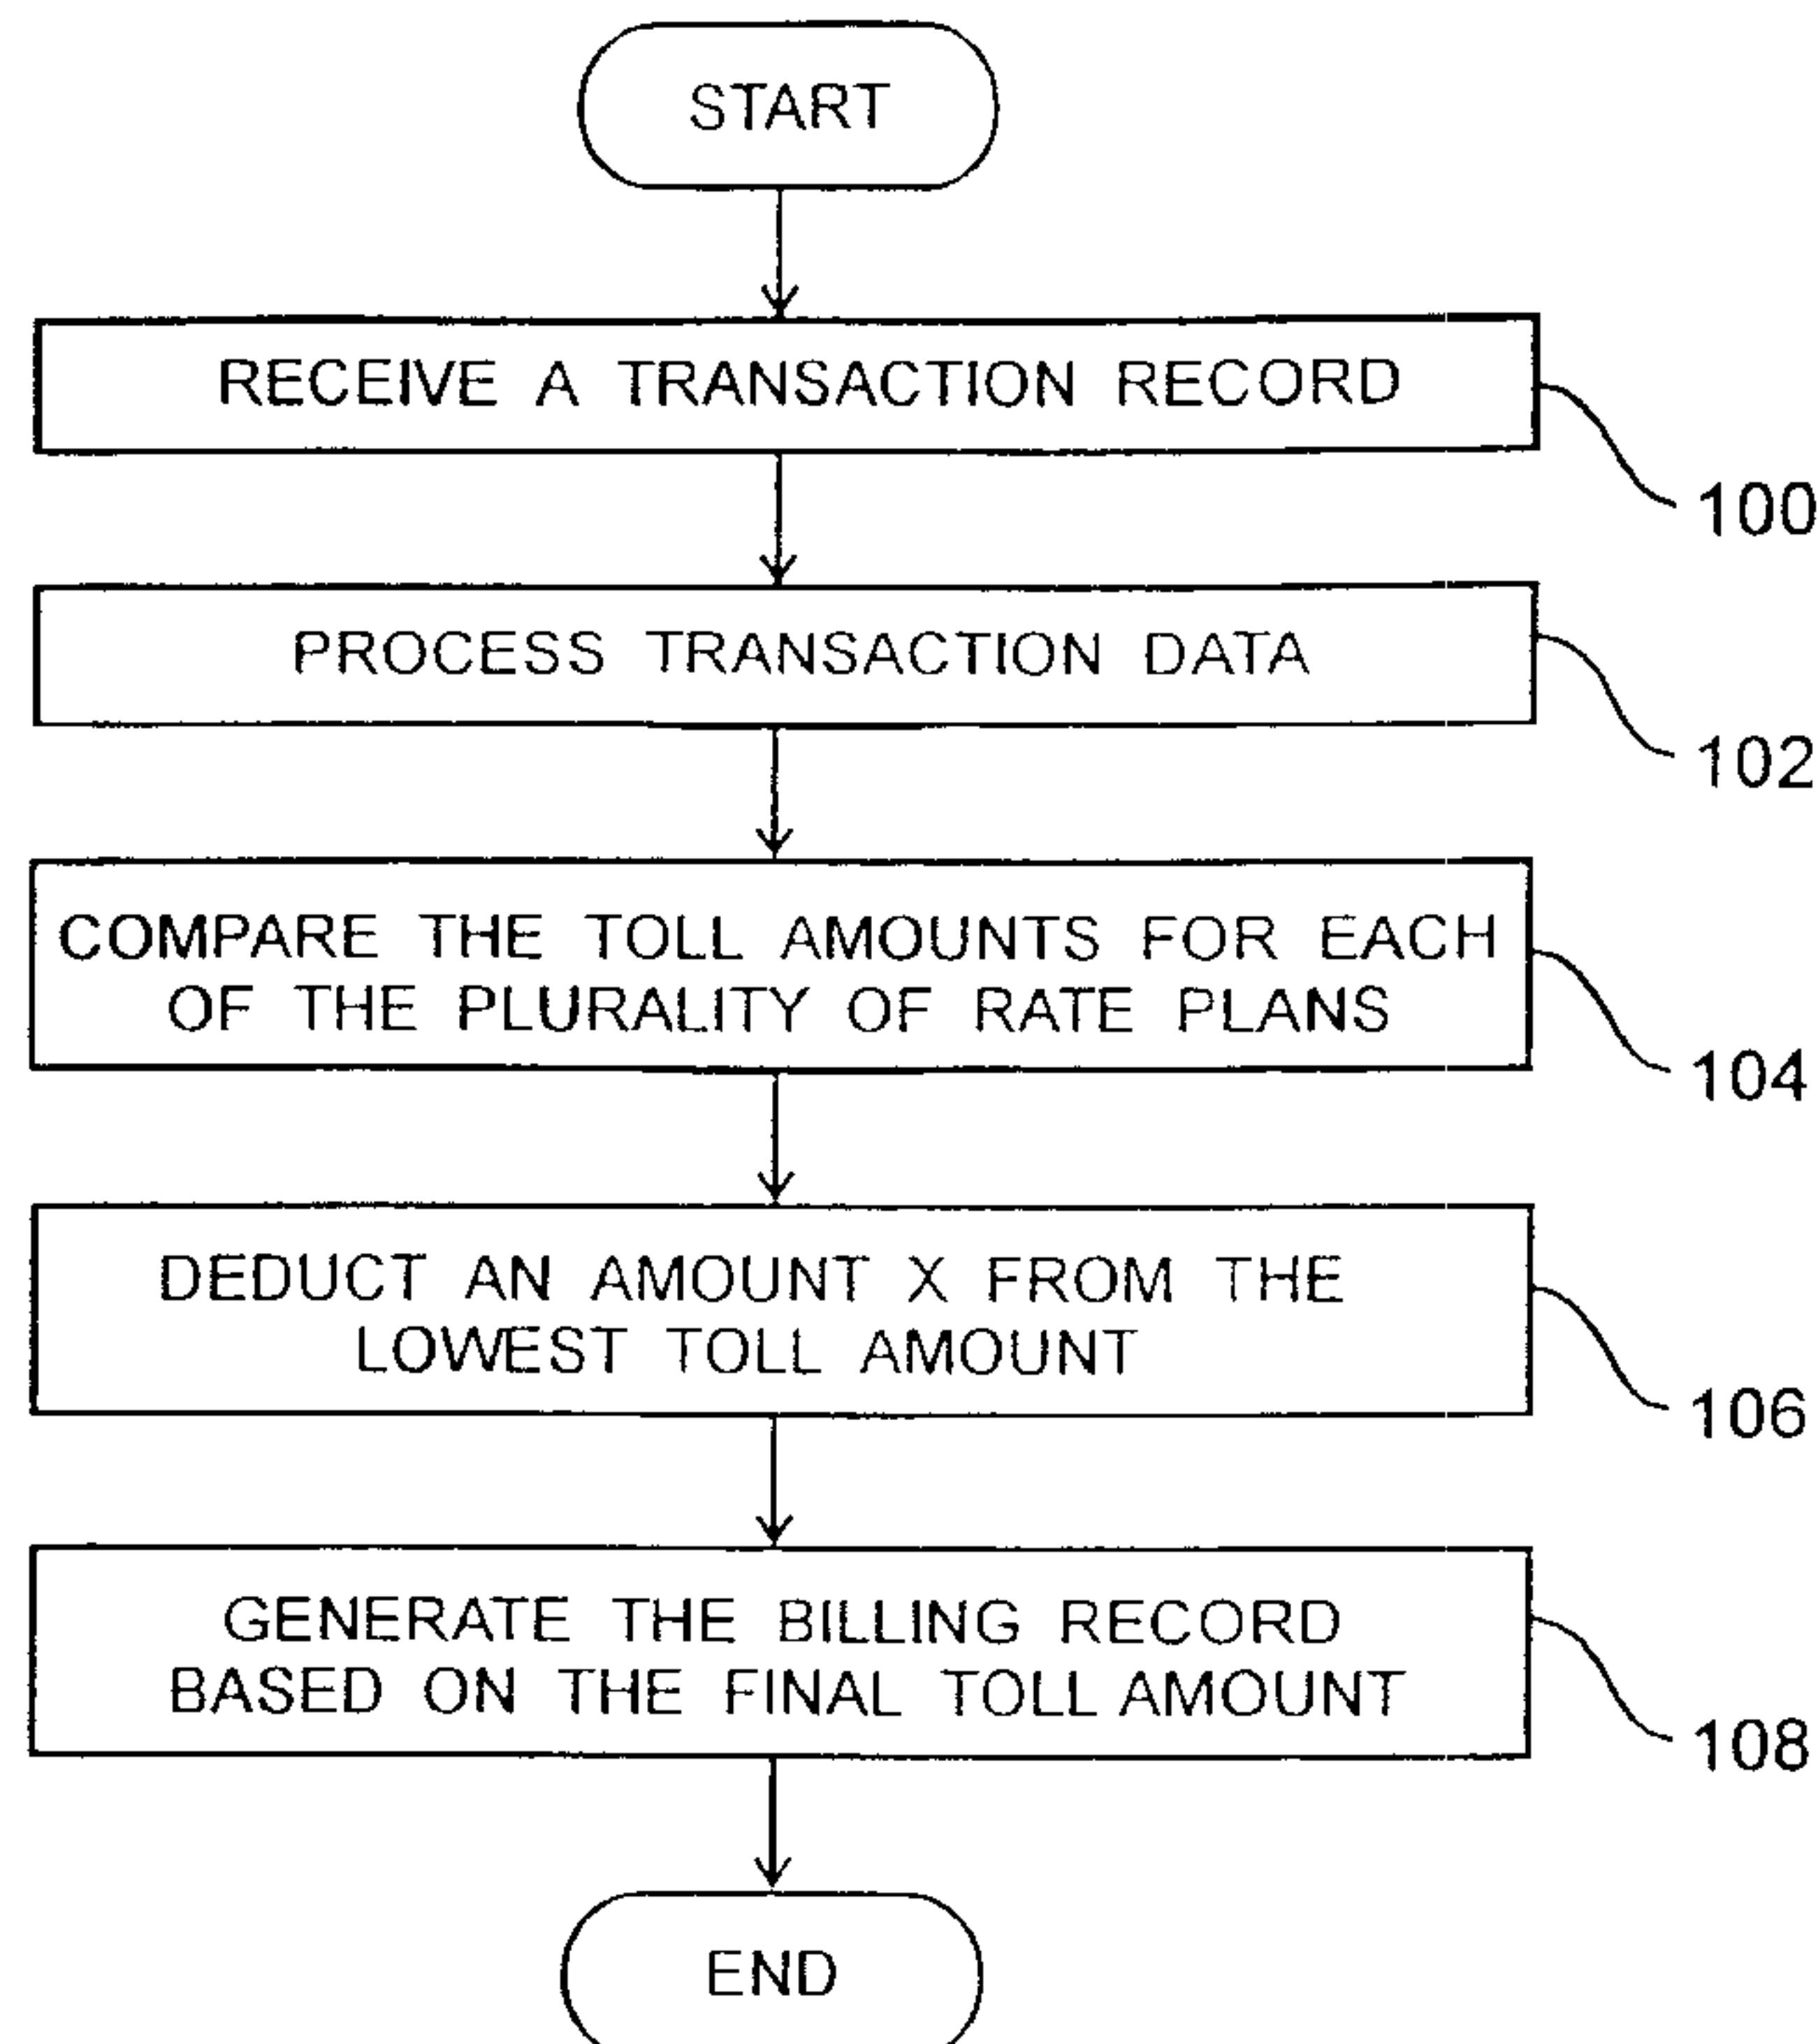 START
RECEIVE A TRANSACTION RECORD
100
PROCESS TRANSACTION DATA
102
COMPARE THE TOLL AMOUNTS FOR EACH
OF THE PLURALITY OF RATE PLANS
104
DEDUCT AN AMOUNT X FROM THE
LOWEST TOLL AMOUNT
106
GENERATE THE BILLING RECORD
BASED ON THE FINAL TOLL AMOUNT
108
END